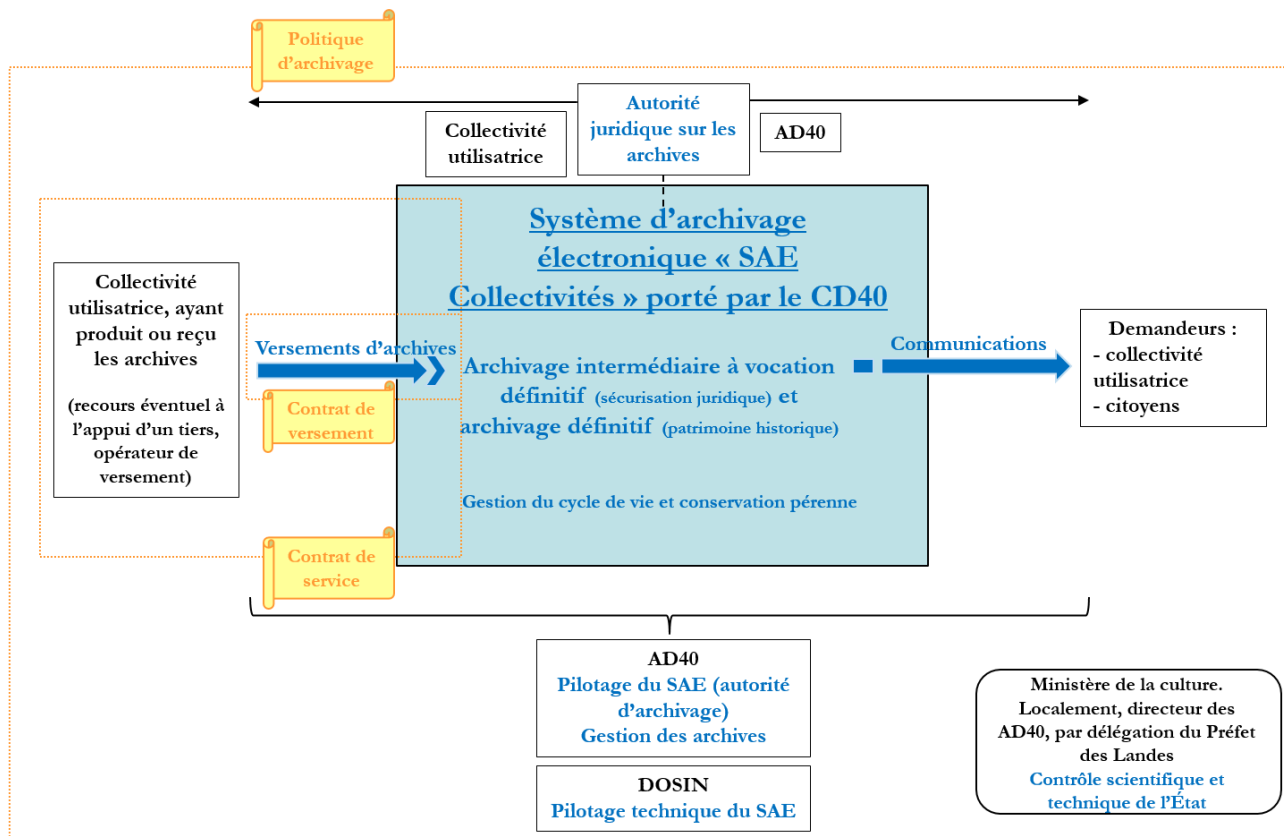 Politique
d’archivage
Autorité
juridique sur les
archives
Collectivité
utilisatrice
AD40
Système d’archivage
électronique « SAE
Collectivités » porté par le CD40
Collectivité
utilisatrice, ayant
produit ou reçu
les archives
(recours éventuel à
l’appui d’un tiers,
opérateur de
versement)
Versements d’archives
Contrat de
versement
Archivage intermédiaire à vocation
définitif (sécurisation juridique) et
archivage définitif (patrimoine historique)
Gestion du cycle de vie et conservation pérenne
Communications
Demandeurs :
- collectivité
utilisatrice
- citoyens
Contrat de
service
AD40
Pilotage du SAE (autorité
d’archivage)
Gestion des archives
DOSIN
Pilotage technique du SAE
Ministère de la culture.
Localement, directeur des
AD40, par délégation du Préfet
des Landes
Contrôle scientifique et
technique de l’État